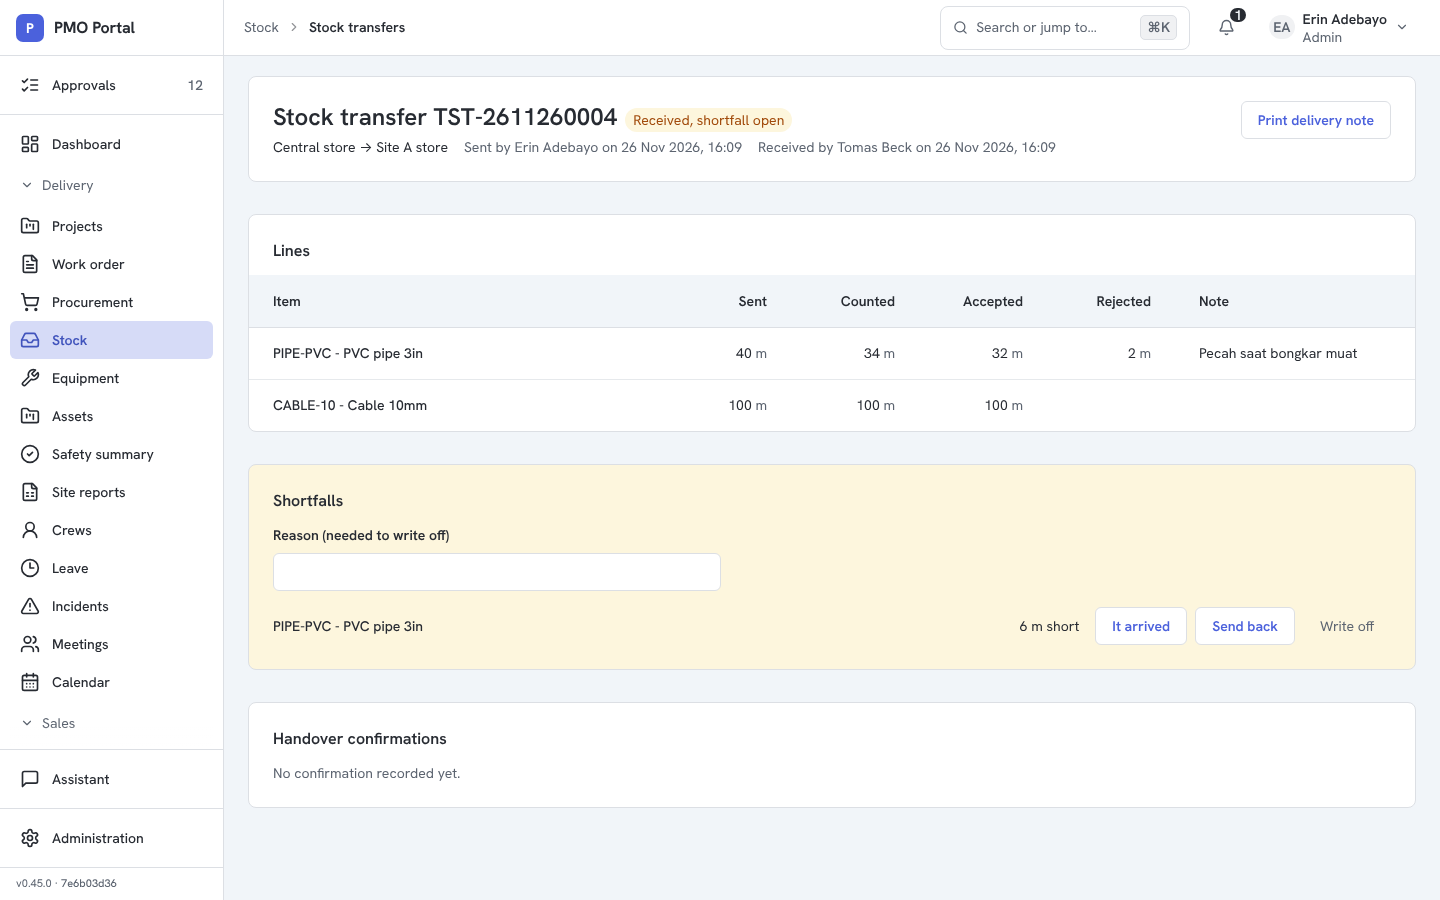 P PMO Portal
Stock > Stock transfers
Search or jump to... ⌘K
1
EA Erin Adebayo
Admin
Approvals 12
Dashboard
Delivery
Projects
Work order
Procurement
Stock
Equipment
Assets
Safety summary
Site reports
Crews
Leave
Incidents
Meetings
Calendar
Sales
Assistant
Administration
v0.45.0 · 7e6b03d36
Stock transfer TST-2611260004 Received, shortfall open
Print delivery note
Central store → Site A store Sent by Erin Adebayo on 26 Nov 2026, 16:09 Received by Tomas Beck on 26 Nov 2026, 16:09
Lines
Item Sent Counted Accepted Rejected Note
PIPE-PVC - PVC pipe 3in 40 m 34 m 32 m 2 m Pecah saat bongkar muat
CABLE-10 - Cable 10mm 100 m 100 m 100 m
Shortfalls
Reason (needed to write off)
PIPE-PVC - PVC pipe 3in 6 m short It arrived Send back Write off
Handover confirmations
No confirmation recorded yet.